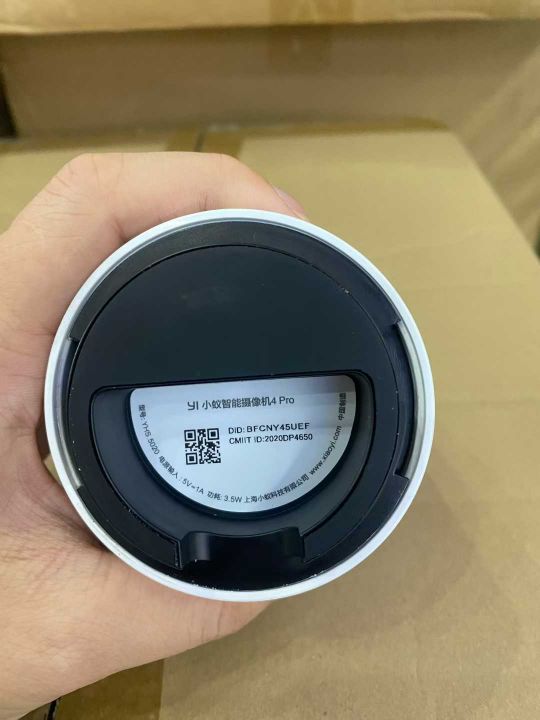 YI 小蚁智能摄像机4 Pro
DID: BFCNY45UEF
CMIIT ID:2020DP4650
型号: YHS 5020 电源输入: 5V⎓1A 功耗: 3.5W 上海小蚁科技有限公司 www.xiaoyi.com 中国制造